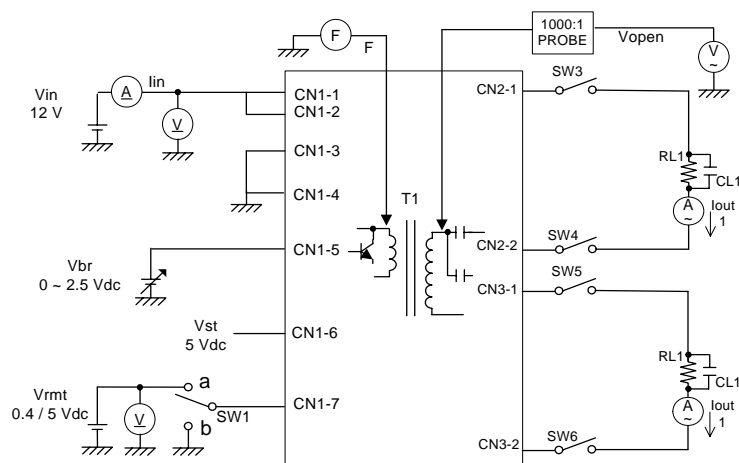 1000:1
PROBE
F
F
Vopen
V
~
SW3
A
Iin
CN1-1
CN2-1
Vin
12 V
CN1-2
V
CN1-3
RL1
CL1
CN1-4
T1
A
~
Iout
1
CN1-5
CN2-2
SW4
Vbr
0 ~ 2.5 Vdc
CN3-1
SW5
Vst
5 Vdc
CN1-6
RL1
CL1
a
Vrmt
0.4 / 5 Vdc
V
SW1
CN1-7
A
~
Iout
1
b
CN3-2
SW6